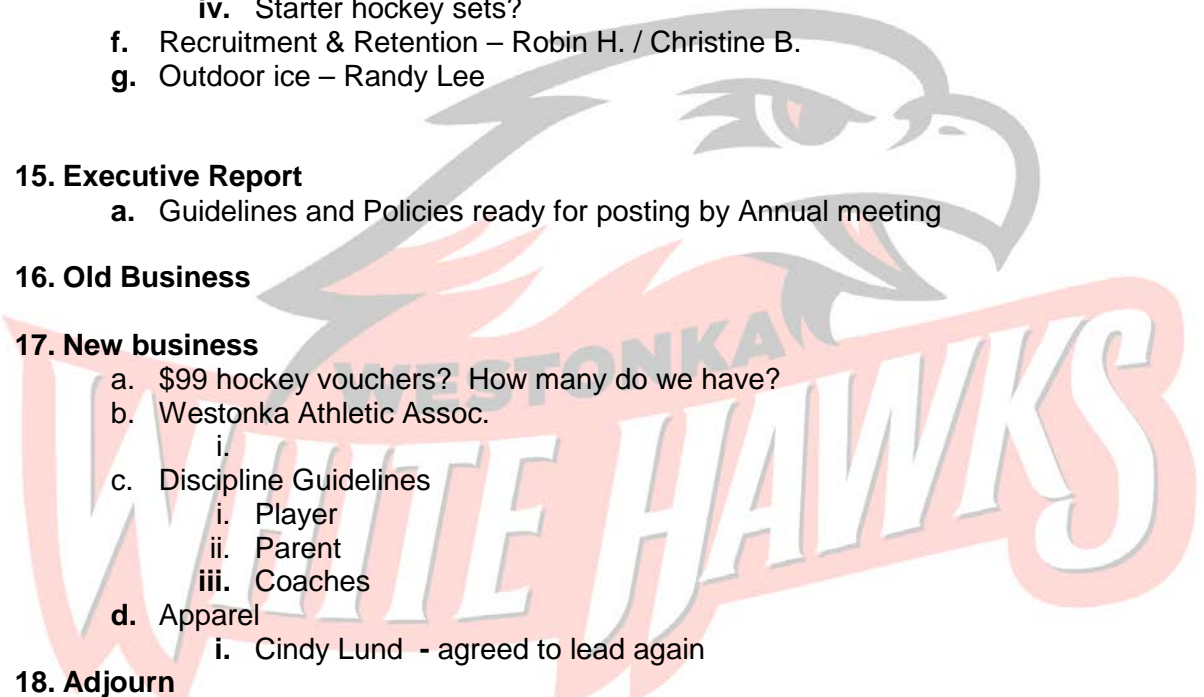 iv. Starter hockey sets?
f. Recruitment & Retention – Robin H. / Christine B.
g. Outdoor ice – Randy Lee
15. Executive Report
a. Guidelines and Policies ready for posting by Annual meeting
16. Old Business
17. New business
a. $99 hockey vouchers? How many do we have?
b. Westonka Athletic Assoc.
i.
c. Discipline Guidelines
i. Player
ii. Parent
iii. Coaches
d. Apparel
i. Cindy Lund - agreed to lead again
18. Adjourn
WESTONKA
WHITE HAWKS